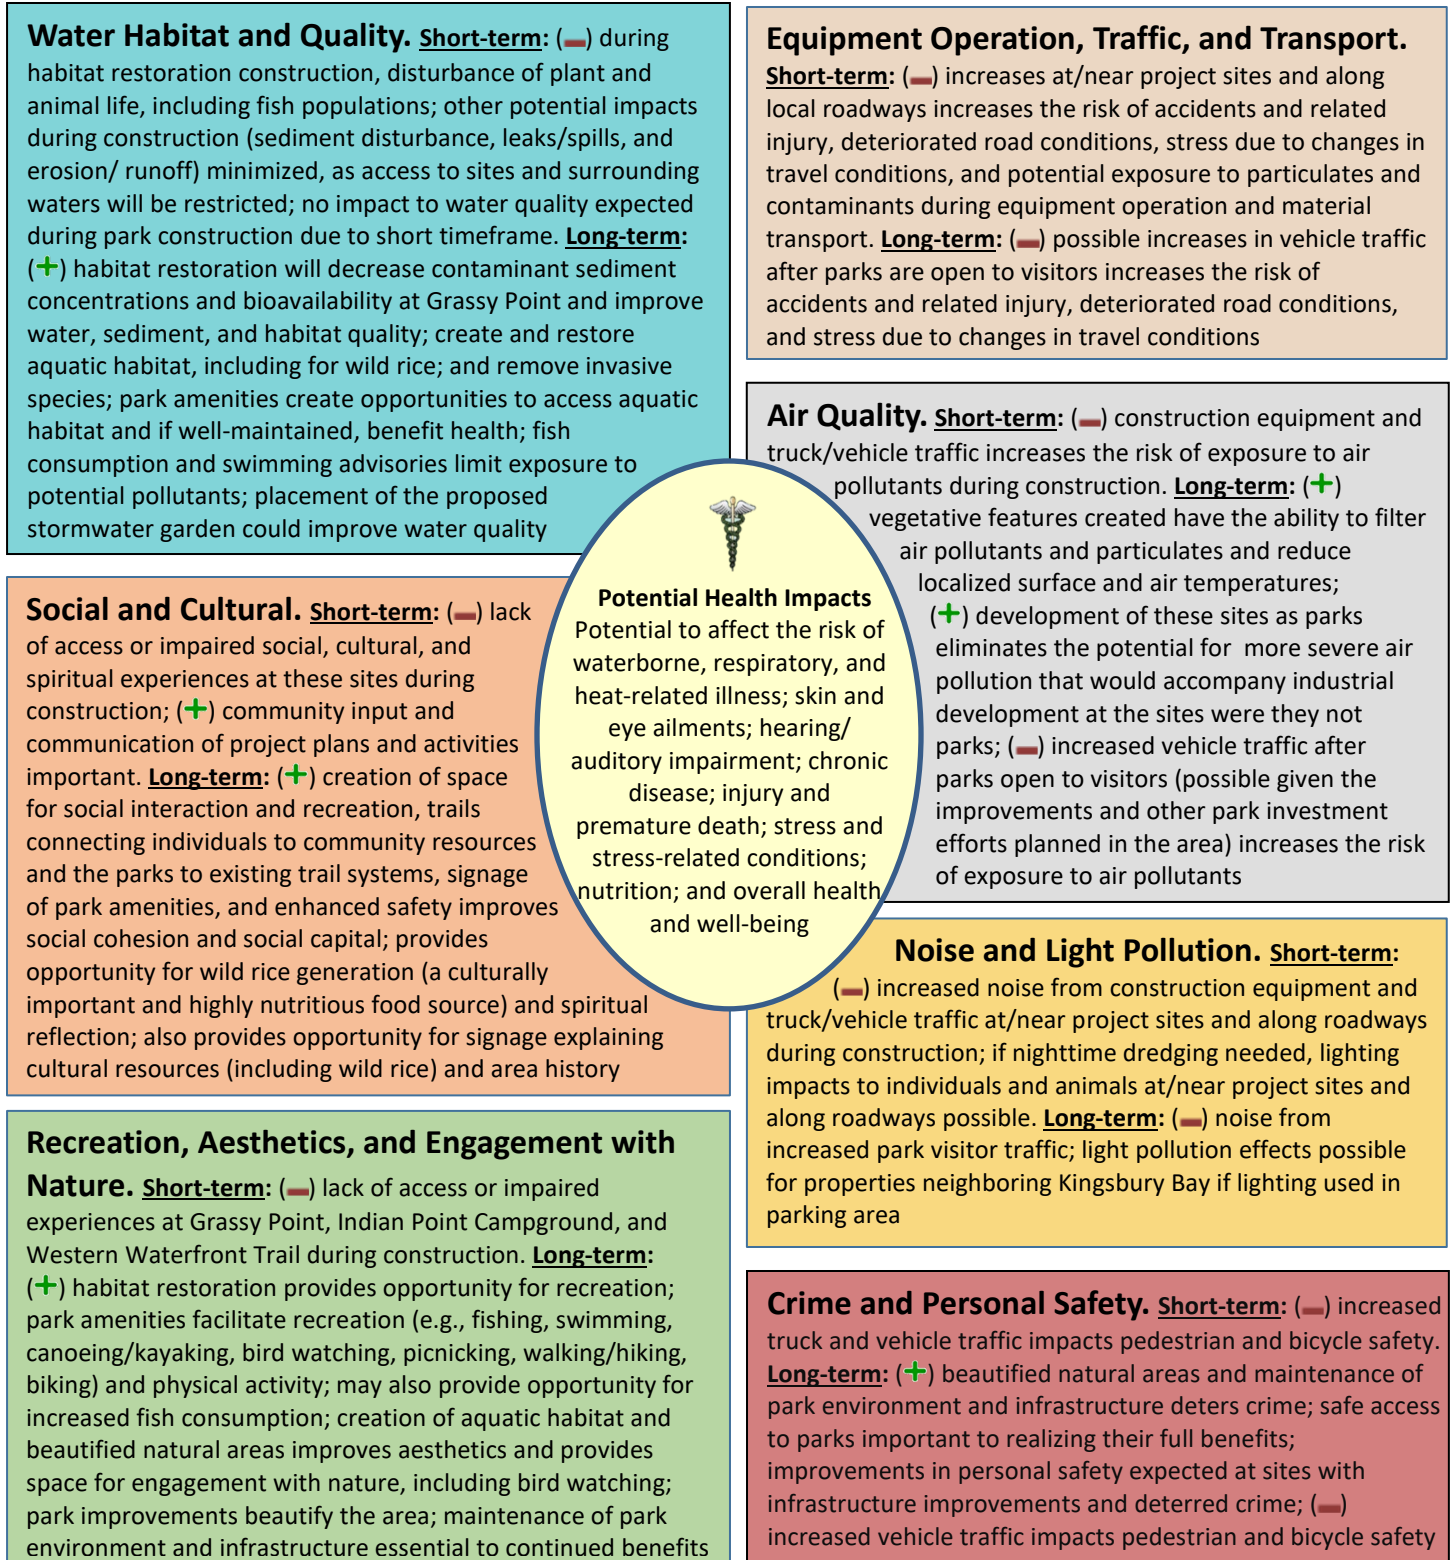 Water Habitat and Quality. Short-term: (−) during
habitat restoration construction, disturbance of plant and
animal life, including fish populations; other potential impacts
during construction (sediment disturbance, leaks/spills, and
erosion/ runoff) minimized, as access to sites and surrounding
waters will be restricted; no impact to water quality expected
during park construction due to short timeframe. Long-term:
(+) habitat restoration will decrease contaminant sediment
concentrations and bioavailability at Grassy Point and improve
water, sediment, and habitat quality; create and restore
aquatic habitat, including for wild rice; and remove invasive
species; park amenities create opportunities to access aquatic
habitat and if well-maintained, benefit health; fish
consumption and swimming advisories limit exposure to
potential pollutants; placement of the proposed
stormwater garden could improve water quality
Social and Cultural. Short-term: (−) lack
of access or impaired social, cultural, and
spiritual experiences at these sites during
construction; (+) community input and
communication of project plans and activities
important. Long-term: (+) creation of space
for social interaction and recreation, trails
connecting individuals to community resources
and the parks to existing trail systems, signage
of park amenities, and enhanced safety improves
social cohesion and social capital; provides
opportunity for wild rice generation (a culturally
important and highly nutritious food source) and spiritual
reflection; also provides opportunity for signage explaining
cultural resources (including wild rice) and area history
Recreation, Aesthetics, and Engagement with
Nature. Short-term: (−) lack of access or impaired
experiences at Grassy Point, Indian Point Campground, and
Western Waterfront Trail during construction. Long-term:
(+) habitat restoration provides opportunity for recreation;
park amenities facilitate recreation (e.g., fishing, swimming,
canoeing/kayaking, bird watching, picnicking, walking/hiking,
biking) and physical activity; may also provide opportunity for
increased fish consumption; creation of aquatic habitat and
beautified natural areas improves aesthetics and provides
space for engagement with nature, including bird watching;
park improvements beautify the area; maintenance of park
environment and infrastructure essential to continued benefits
Potential Health Impacts
Potential to affect the risk of
waterborne, respiratory, and
heat-related illness; skin and
eye ailments; hearing/
auditory impairment; chronic
disease; injury and
premature death; stress and
stress-related conditions;
nutrition; and overall health
and well-being
Equipment Operation, Traffic, and Transport.
Short-term: (−) increases at/near project sites and along
local roadways increases the risk of accidents and related
injury, deteriorated road conditions, stress due to changes in
travel conditions, and potential exposure to particulates and
contaminants during equipment operation and material
transport. Long-term: (−) possible increases in vehicle traffic
after parks are open to visitors increases the risk of
accidents and related injury, deteriorated road conditions,
and stress due to changes in travel conditions
Air Quality. Short-term: (−) construction equipment and
truck/vehicle traffic increases the risk of exposure to air
pollutants during construction. Long-term: (+)
vegetative features created have the ability to filter
air pollutants and particulates and reduce
localized surface and air temperatures;
(+) development of these sites as parks
eliminates the potential for more severe air
pollution that would accompany industrial
development at the sites were they not
parks; (−) increased vehicle traffic after
parks open to visitors (possible given the
improvements and other park investment
efforts planned in the area) increases the risk
of exposure to air pollutants
Noise and Light Pollution. Short-term:
(−) increased noise from construction equipment and
truck/vehicle traffic at/near project sites and along roadways
during construction; if nighttime dredging needed, lighting
impacts to individuals and animals at/near project sites and
along roadways possible. Long-term: (−) noise from
increased park visitor traffic; light pollution effects possible
for properties neighboring Kingsbury Bay if lighting used in
parking area
Crime and Personal Safety. Short-term: (−) increased
truck and vehicle traffic impacts pedestrian and bicycle safety.
Long-term: (+) beautified natural areas and maintenance of
park environment and infrastructure deters crime; safe access
to parks important to realizing their full benefits;
improvements in personal safety expected at sites with
infrastructure improvements and deterred crime; (−)
increased vehicle traffic impacts pedestrian and bicycle safety